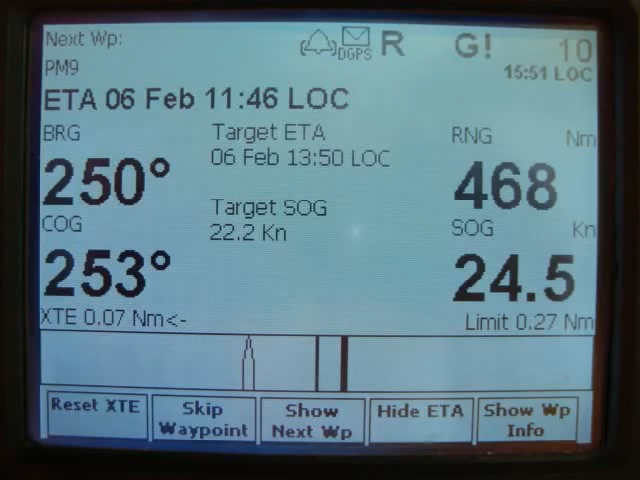 Next Wp:
DGPS R G! 10
PM9
15:51 LOC
ETA 06 Feb 11:46 LOC
BRG Target ETA RNG Nm
06 Feb 13:50 LOC
250° 468
Target SOG
COG 22.2 Kn SOG Kn
253° 24.5
XTE 0.07 Nm<- Limit 0.27 Nm
Reset XTE Skip Waypoint Show Next Wp Hide ETA Show Wp Info